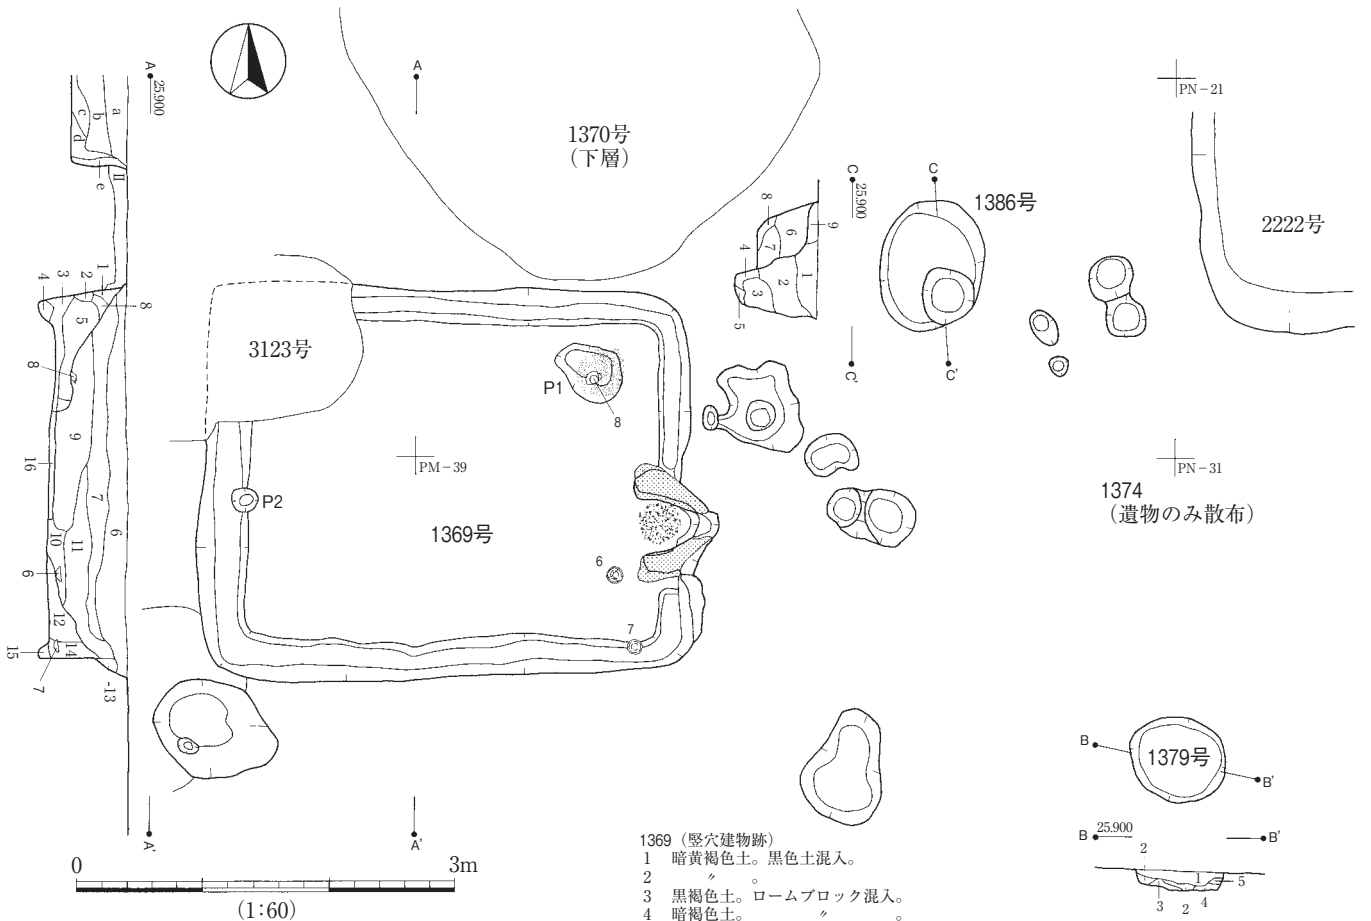 A
25.900
a
b
c
d
e
II
A
1370号
(下層)
PN-21
C
25.900
8
6
9
4
7
1
2
3
5
C'
C
1386号
C'
2222号
1
2
3
4
8
5
8
9
16
7
6
10
11
6
12
15
14
7
-13
3123号
P1
8
PM-39
P2
1369号
6
7
PN-31
1374
(遺物のみ散布)
A'
A'
B
1379号
B'
B 25.900
B'
2
1
5
3
2
4
0
3m
(1:60)
1369(竪穴建物跡)
1 暗黄褐色土。黒色土混入。
2 〃 。
3 黒褐色土。ロームブロック混入。
4 暗褐色土。 〃 。